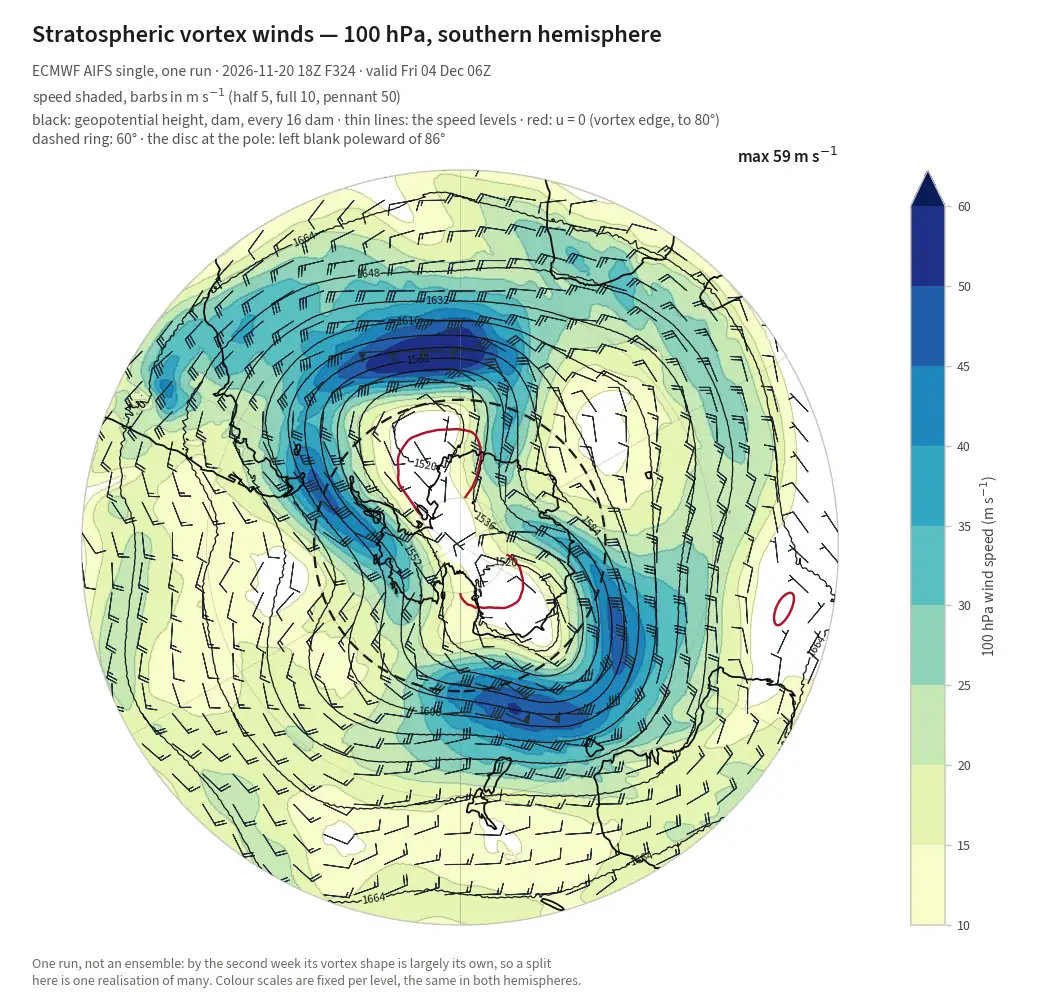 Stratospheric vortex winds — 100 hPa, southern hemisphere
ECMWF AIFS single, one run · 2026-11-20 18Z F324 · valid Fri 04 Dec 06Z
speed shaded, barbs in m s⁻¹ (half 5, full 10, pennant 50)
black: geopotential height, dam, every 16 dam · thin lines: the speed levels · red: u = 0 (vortex edge, to 80°)
dashed ring: 60° · the disc at the pole: left blank poleward of 86°
max 59 m s⁻¹
60
50
45
40
35
30
25
20
15
10
100 hPa wind speed (m s⁻¹)
1664
1648
1632
1616
1520
1536
1584
1552
1520
1664
1600
1664
One run, not an ensemble: by the second week its vortex shape is largely its own, so a split
here is one realisation of many. Colour scales are fixed per level, the same in both hemispheres.